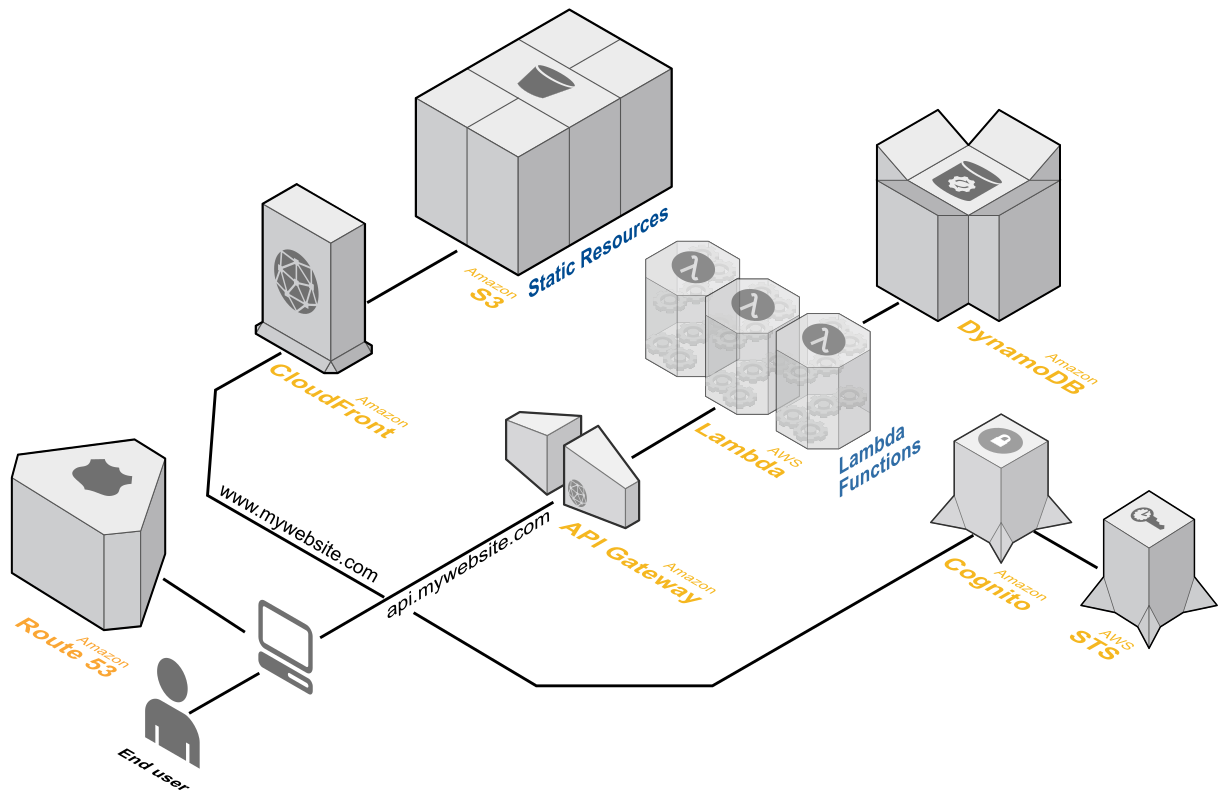 Amazon
S3
Static Resources
Amazon
CloudFront
Amazon
DynamoDB
AWS
Lambda
Lambda
Functions
www.mywebsite.com
api.mywebsite.com
Amazon
API Gateway
Amazon
Cognito
AWS
STS
Amazon
Route 53
End user